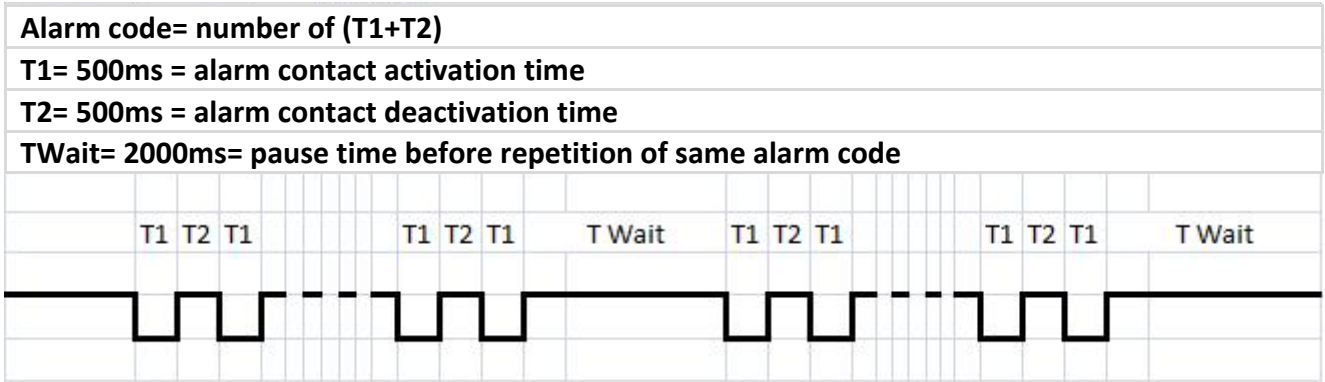 Alarm code= number of (T1+T2)
T1= 500ms = alarm contact activation time
T2= 500ms = alarm contact deactivation time
TWait= 2000ms= pause time before repetition of same alarm code
T1 T2 T1 T1 T2 T1 T Wait T1 T2 T1 T1 T2 T1 T Wait